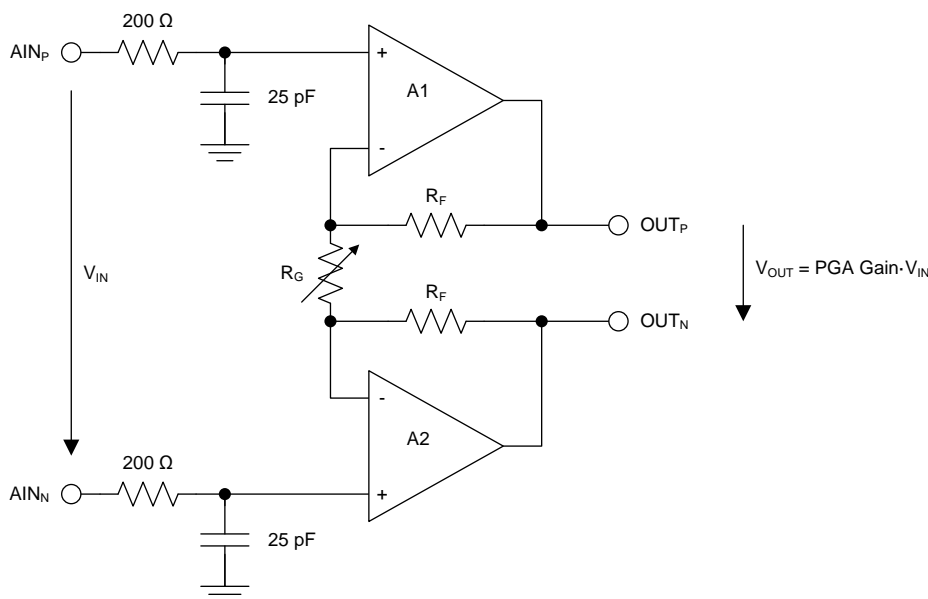 200 Ω
AINP
25 pF
+
A1
-
RF
OUTP
VIN
RG
VOUT = PGA Gain·VIN
RF
OUTN
-
A2
200 Ω
AINN
+
25 pF